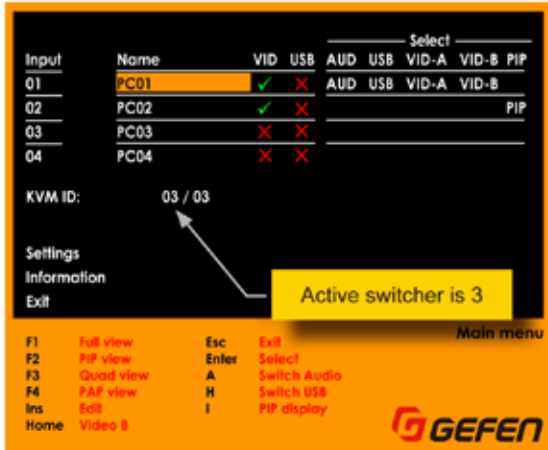 Select
Input Name VID USB AUD USB VID-A VID-B PIP
01 PC01 AUD USB VID-A VID-B
02 PC02 PIP
03 PC03
04 PC04
KVM ID: 03 / 03
Settings
Information
Exit
Active switcher is 3
Main menu
F1 Full view Esc Exit
F2 PIP view Enter Select
F3 Quad view A Switch Audio
F4 PAP view H Switch USB
Ins Edit I PIP display
Home Video B
GEFEN